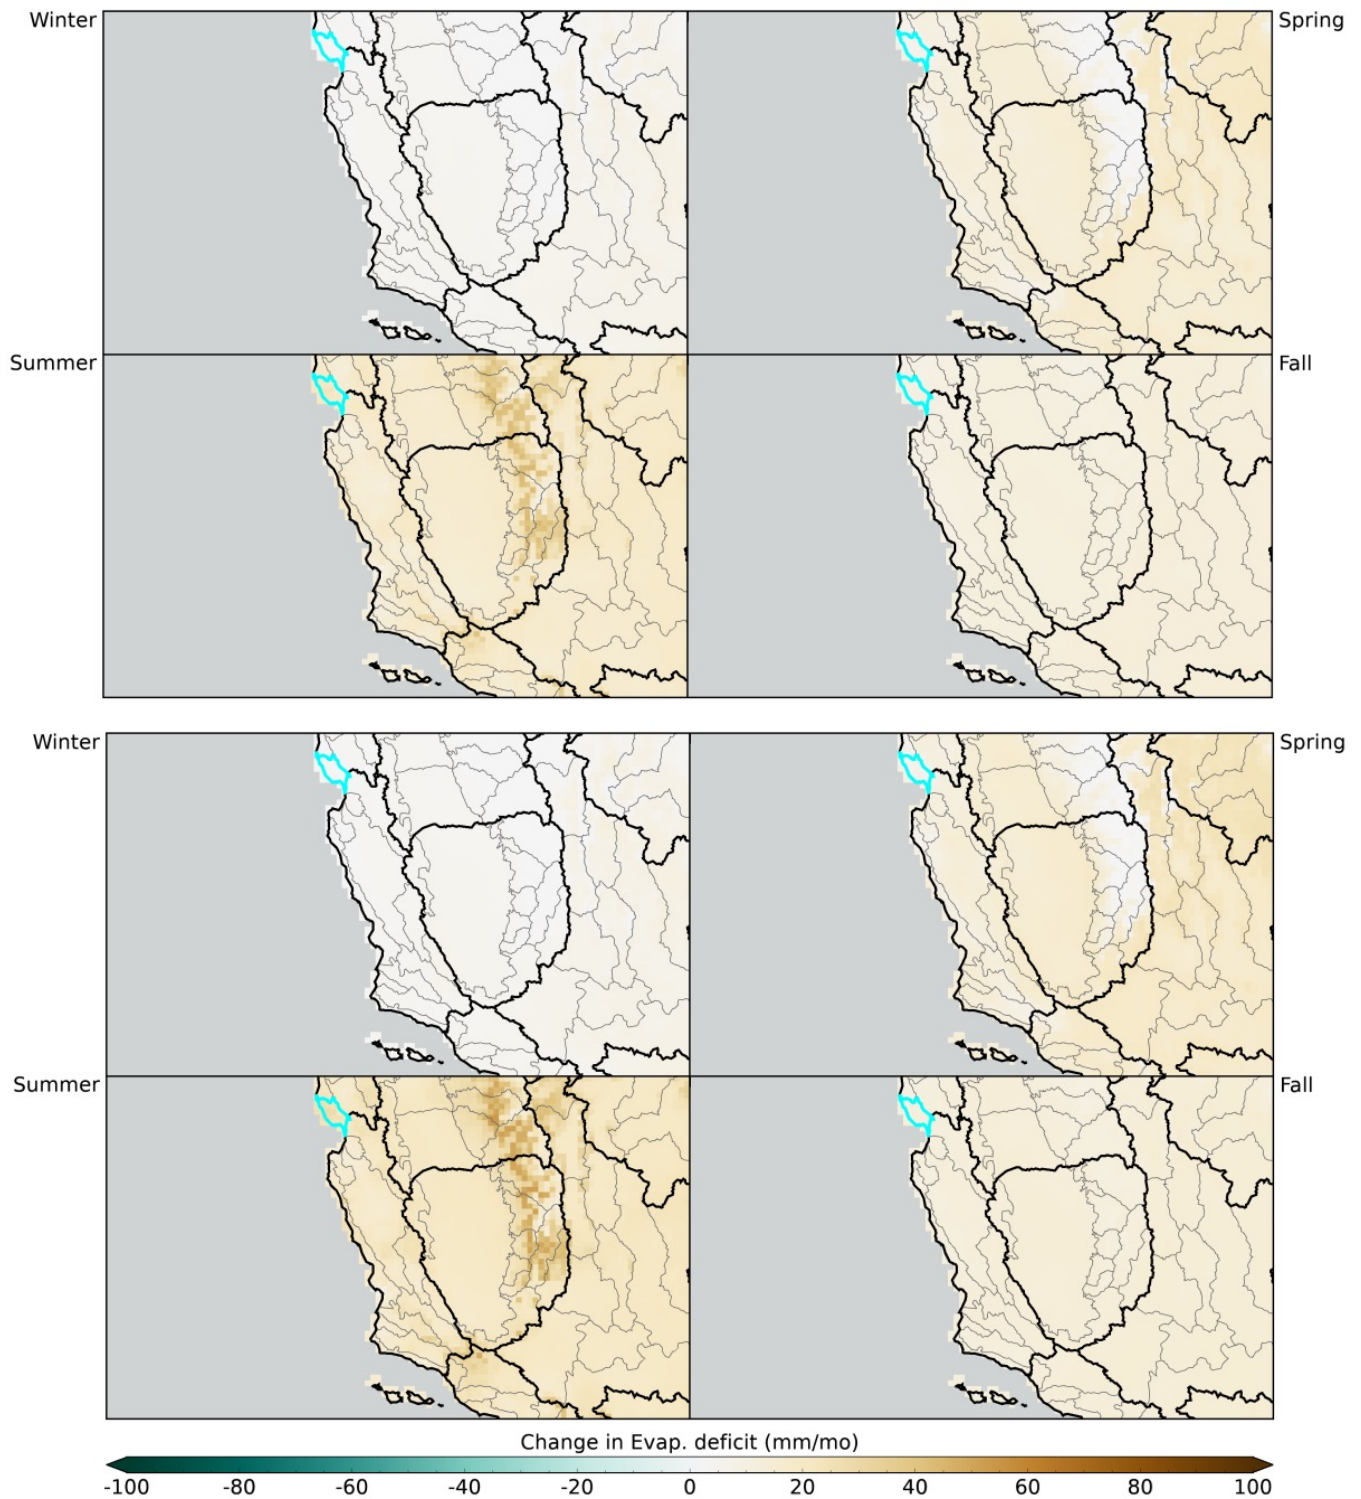 Winter
Spring
Summer
Fall
Winter
Spring
Summer
Fall
Change in Evap. deficit (mm/mo)
-100 -80 -60 -40 -20 0 20 40 60 80 100